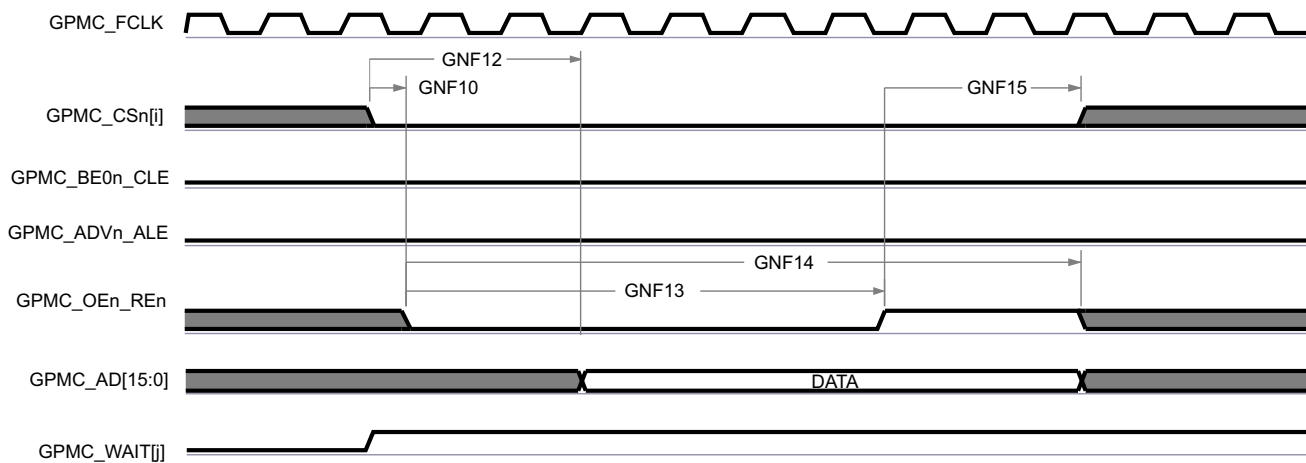 GPMC_FCLK
GNF12
GNF10
GNF15
GPMC_CSn[i]
GPMC_BE0n_CLE
GPMC_ADVn_ALE
GNF14
GNF13
GPMC_OEn_REn
GPMC_AD[15:0]
DATA
GPMC_WAIT[j]